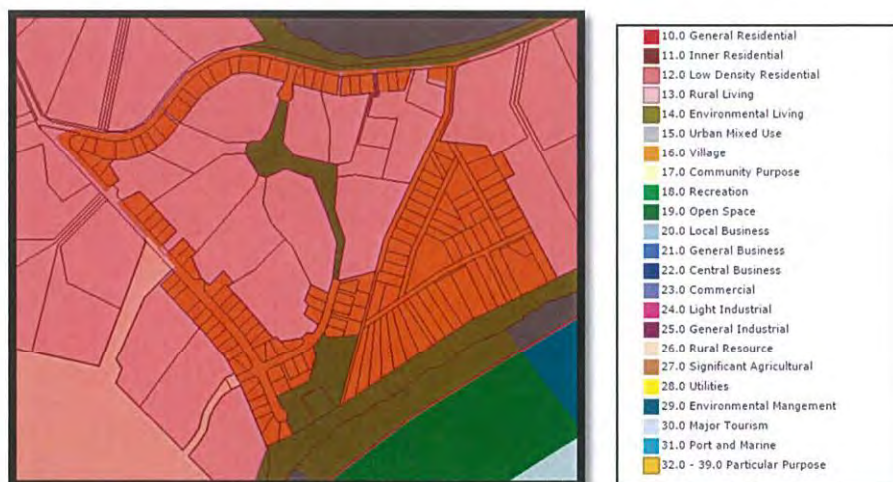 10.0 General Residential
11.0 Inner Residential
12.0 Low Density Residential
13.0 Rural Living
14.0 Environmental Living
15.0 Urban Mixed Use
16.0 Village
17.0 Community Purpose
18.0 Recreation
19.0 Open Space
20.0 Local Business
21.0 General Business
22.0 Central Business
23.0 Commercial
24.0 Light Industrial
25.0 General Industrial
26.0 Rural Resource
27.0 Significant Agricultural
28.0 Utilities
29.0 Environmental Mangement
30.0 Major Tourism
31.0 Port and Marine
32.0 - 39.0 Particular Purpose